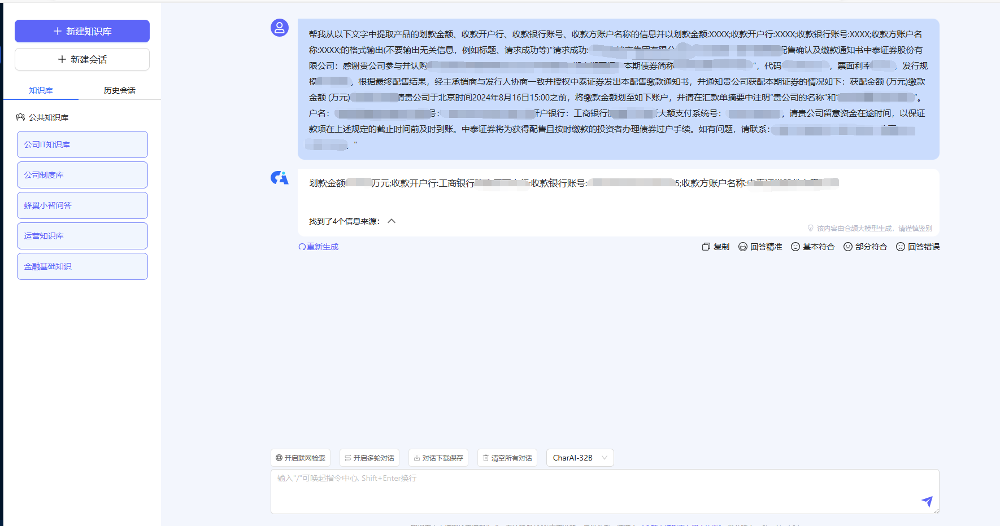 新建知识库
新建会话
知识库 历史会话
公共知识库
公司IT知识库
公司制度库
蜂巢小智问答
运营知识库
金融基础知识
帮我从以下文字中提取产品的划款金额、收款开户行、收款银行账号、收款方账户名称的信息并以划款金额:XXXX;收款开户行:XXXX;收款银行账号:XXXX;收款方账户名
称:XXXX;的格式输出(不要输出无关信息，例如标题、请求成功等)"请求成功: 配售确认及缴款通知书中泰证券股份有
限公司：感谢贵公司参与并认购 本期债券简称 ”，代码 ，票面利率 ，发行规
模 ，根据最终配售结果，经主承销商与发行人协商一致并授权中泰证券发出本配售缴款通知书，并通知贵公司获配本期证券的情况如下：获配金额 (万元)缴款
金额 (万元) 请贵公司于北京时间2024年8月16日15:00之前，将缴款金额划至如下账户，并请在汇款单摘要中注明“贵公司的名称”和“ ”。
户名： 号: 开户银行：工商银行 大额支付系统号： 。请贵公司留意资金在途时间，以保证
款项在上述规定的截止时间前及时到账。中泰证券将为获得配售且按时缴款的投资者办理债券过户手续。如有问题，请联系：
。"
划款金额 万元;收款开户行:工商银行 ;收款银行账号: 5;收款方账户名称:
找到了4个信息来源：
该内容由仓颉大模型生成，请谨慎鉴别
重新生成 复制 回答精准 基本符合 部分符合 回答错误
开启联网检索 开启多轮对话 对话下载保存 清空所有对话 CharAI-32B
输入"/"可唤起指令中心, Shift+Enter换行